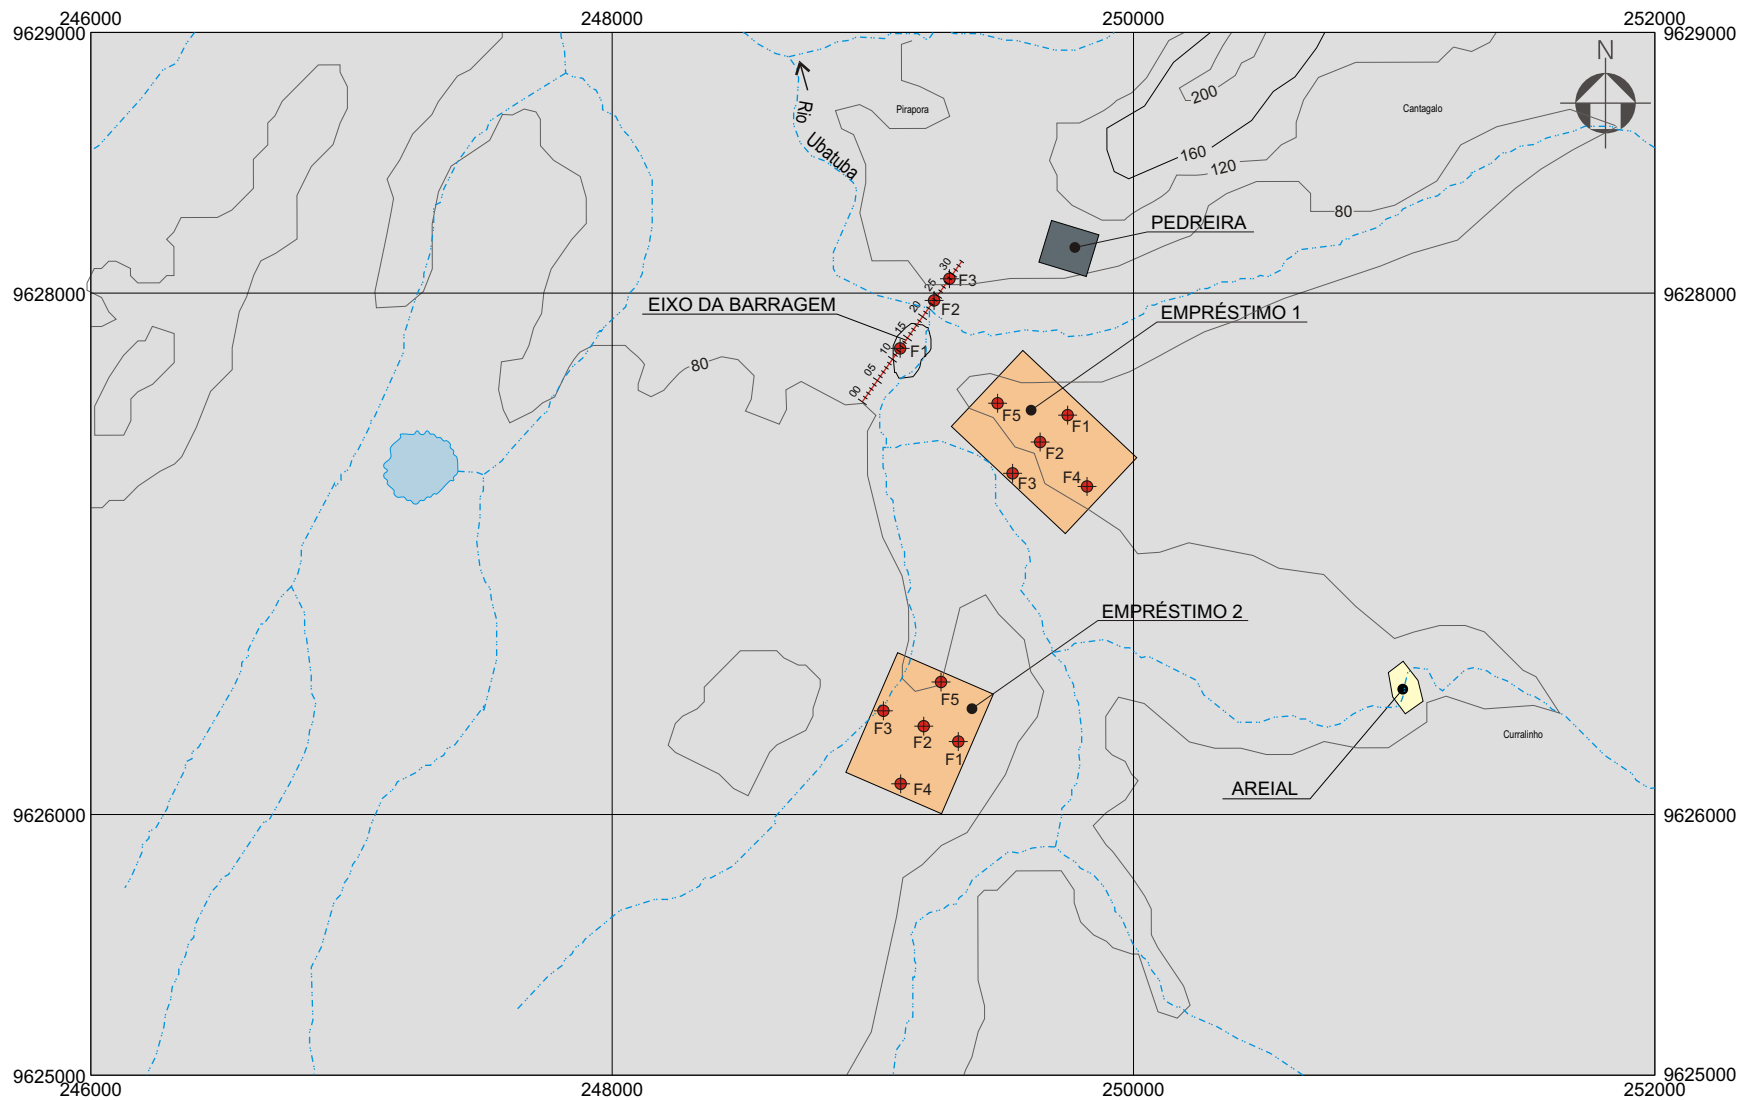 246000
248000
250000
252000
9629000
9629000
N
200
Pirapora
Cantagalo
Rio
Ubatuba
160
120
80
PEDREIRA
30
F3
25
9628000
9628000
EIXO DA BARRAGEM
20
F2
EMPRÉSTIMO 1
15
10
F1
05
80
00
F5
F1
F2
F3
F4
EMPRÉSTIMO 2
F5
F3
F2
F1
F4
Curralinho
AREIAL
9626000
9626000
9625000
9625000
246000
248000
250000
252000